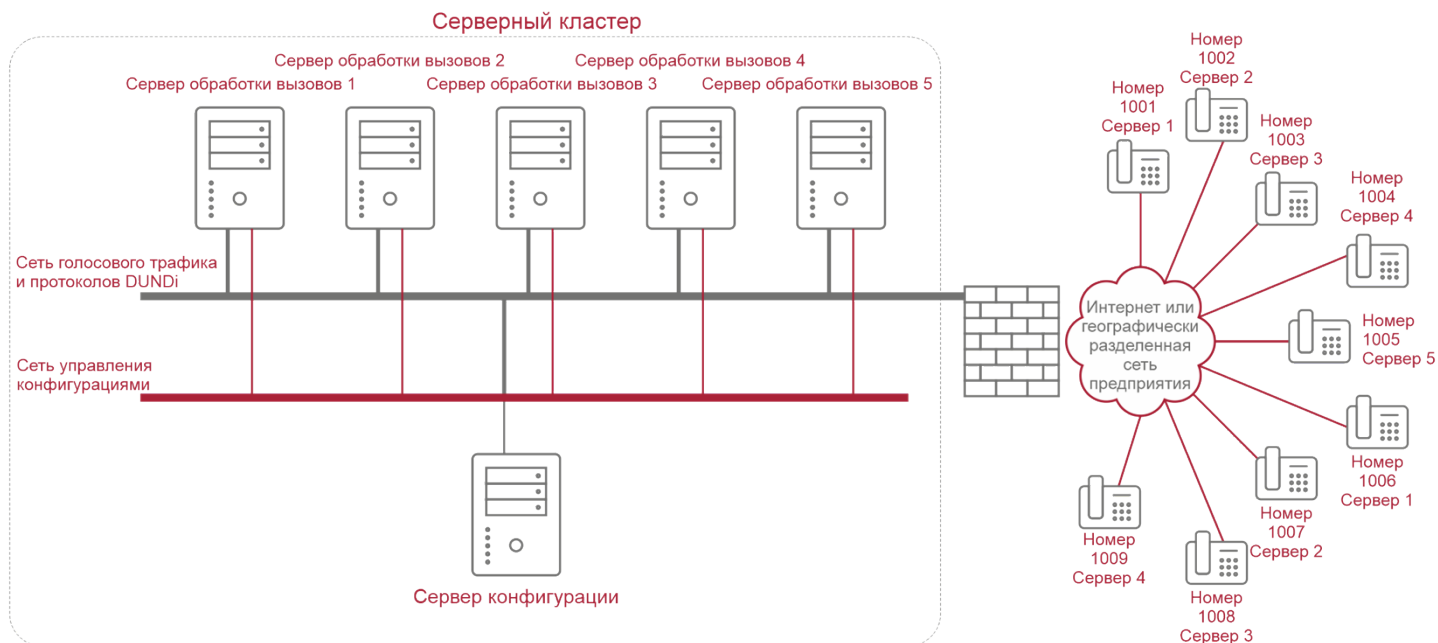 Серверный кластер
Сервер обработки вызовов 2
Сервер обработки вызовов 4
Сервер обработки вызовов 1
Сервер обработки вызовов 3
Сервер обработки вызовов 5
Сеть голосового трафика
и протоколов DUNDi
Сеть управления
конфигурациями
Сервер конфигурации
Интернет или
географически
разделенная
сеть
предприятия
Номер
1001
Сервер 1
Номер
1002
Сервер 2
Номер
1003
Сервер 3
Номер
1004
Сервер 4
Номер
1005
Сервер 5
Номер
1006
Сервер 1
Номер
1007
Сервер 2
Номер
1008
Сервер 3
Номер
1009
Сервер 4